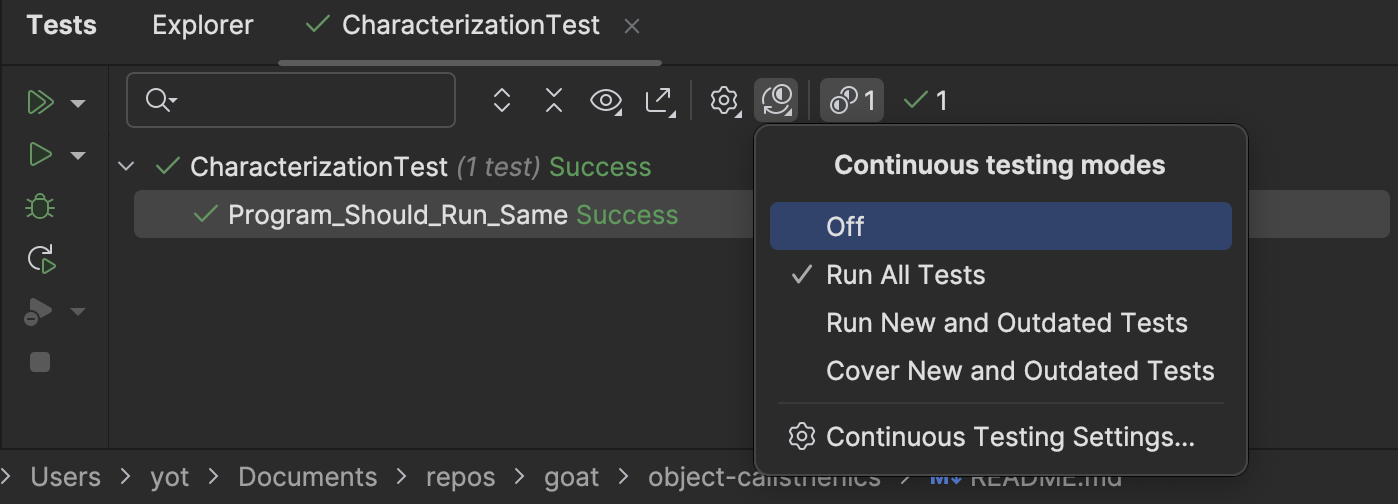 Tests Explorer CharacterizationTest
1 1
CharacterizationTest (1 test) Success
Program_Should_Run_Same Success
Continuous testing modes
Off
Run All Tests
Run New and Outdated Tests
Cover New and Outdated Tests
Continuous Testing Settings...
Users yot Documents repos goat object-calisthenics M↓ README.md